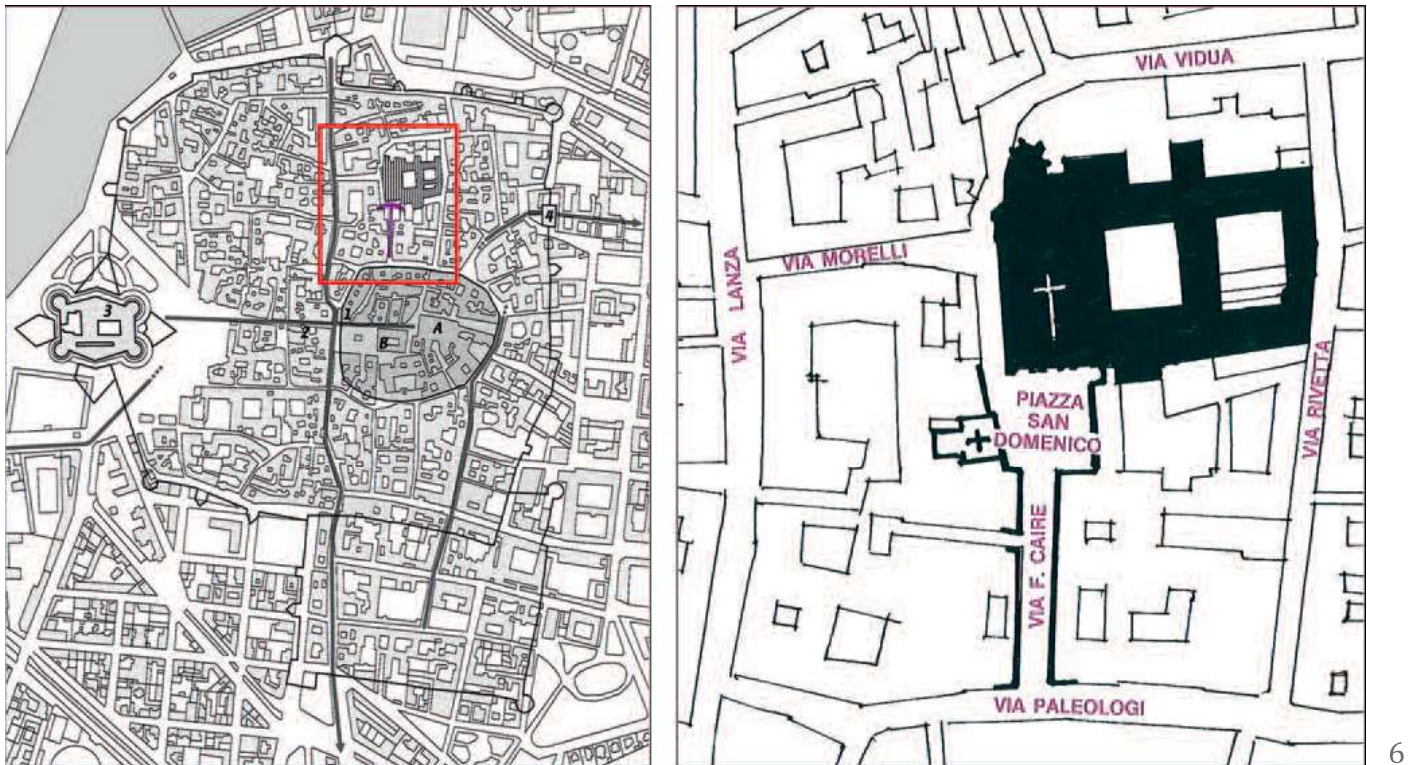 3
2
1
B
A
4
VIA VIDUA
VIA LANZA
VIA MORELLI
PIAZZA
SAN
DOMENICO
VIA F. CAIRE
VIA RIVETTA
VIA PALEOLOGI
6